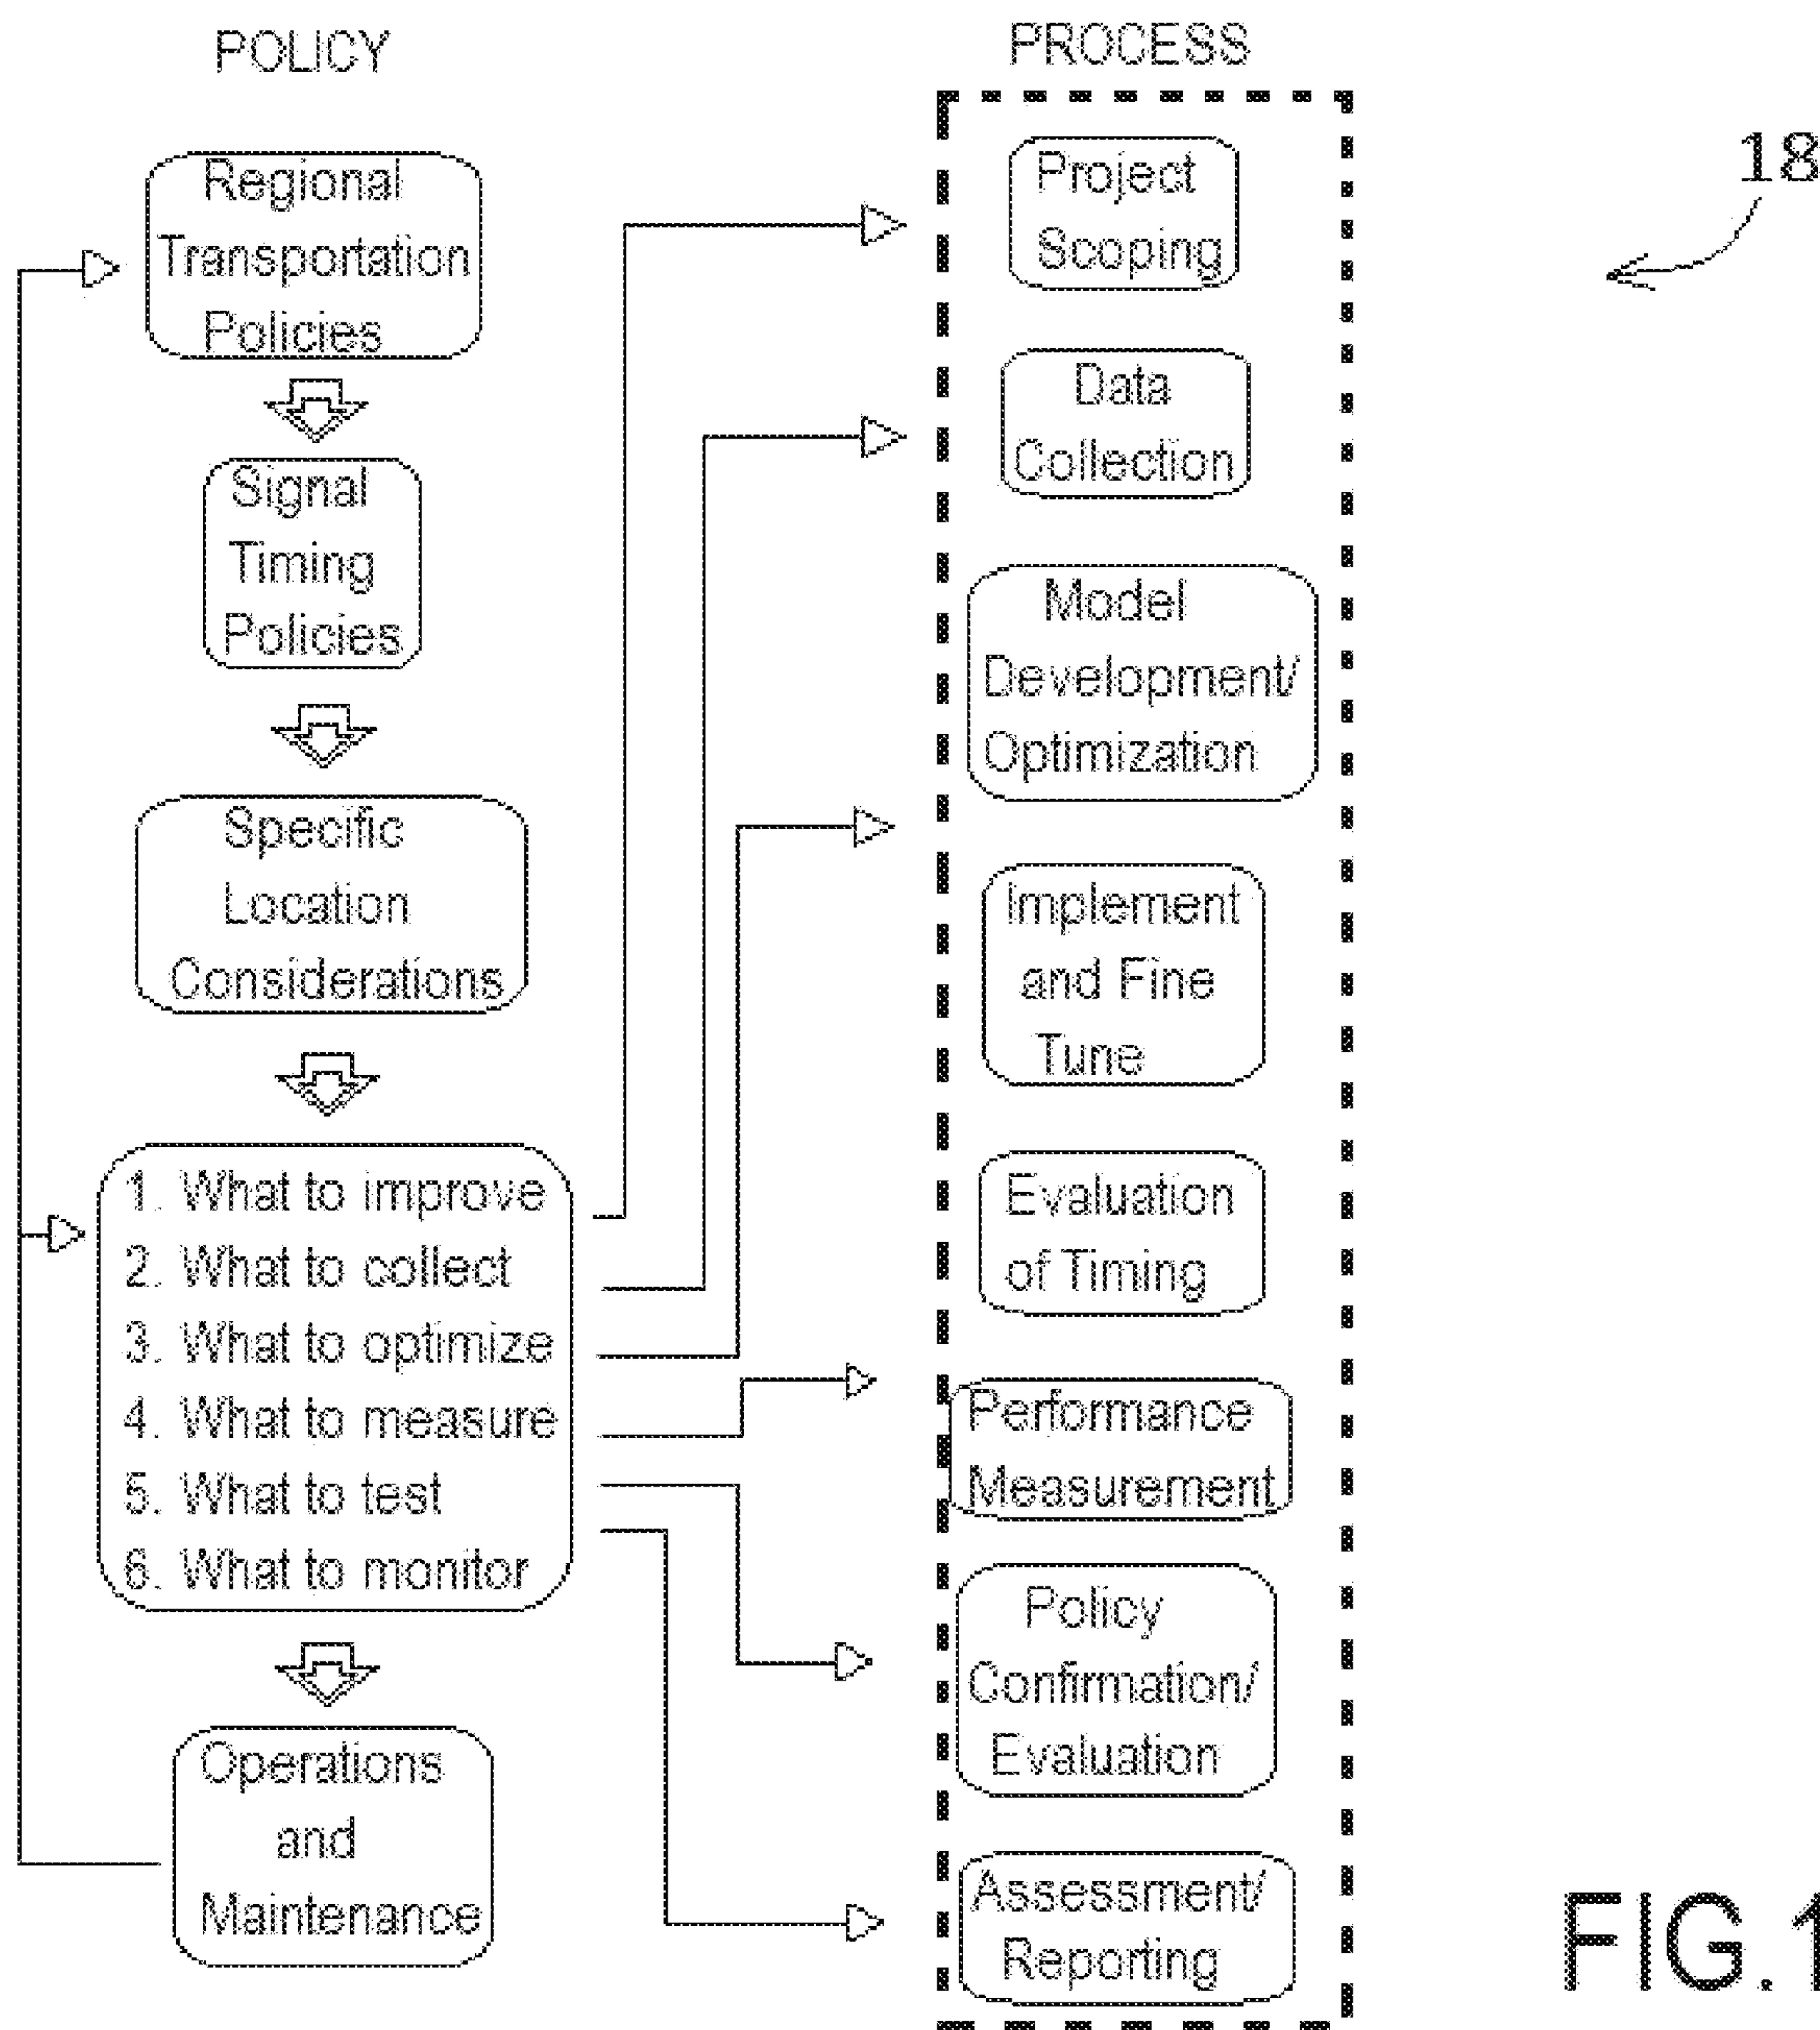 POLICY
Regional
Transportation
Policies
Signal
Timing
Policies
Specific
Location
Considerations
1. What to improve
2. What to collect
3. What to optimize
4. What to measure
5. What to test
6. What to monitor
Operations
and
Maintenance
PROCESS
Project
Scoping
Data
Collection
Model
Development/
Optimization
Implement
and Fine
Tune
Evaluation
of Timing
Performance
Measurement
Policy
Confirmation/
Evaluation
Assessment/
Reporting
18
FIG.1